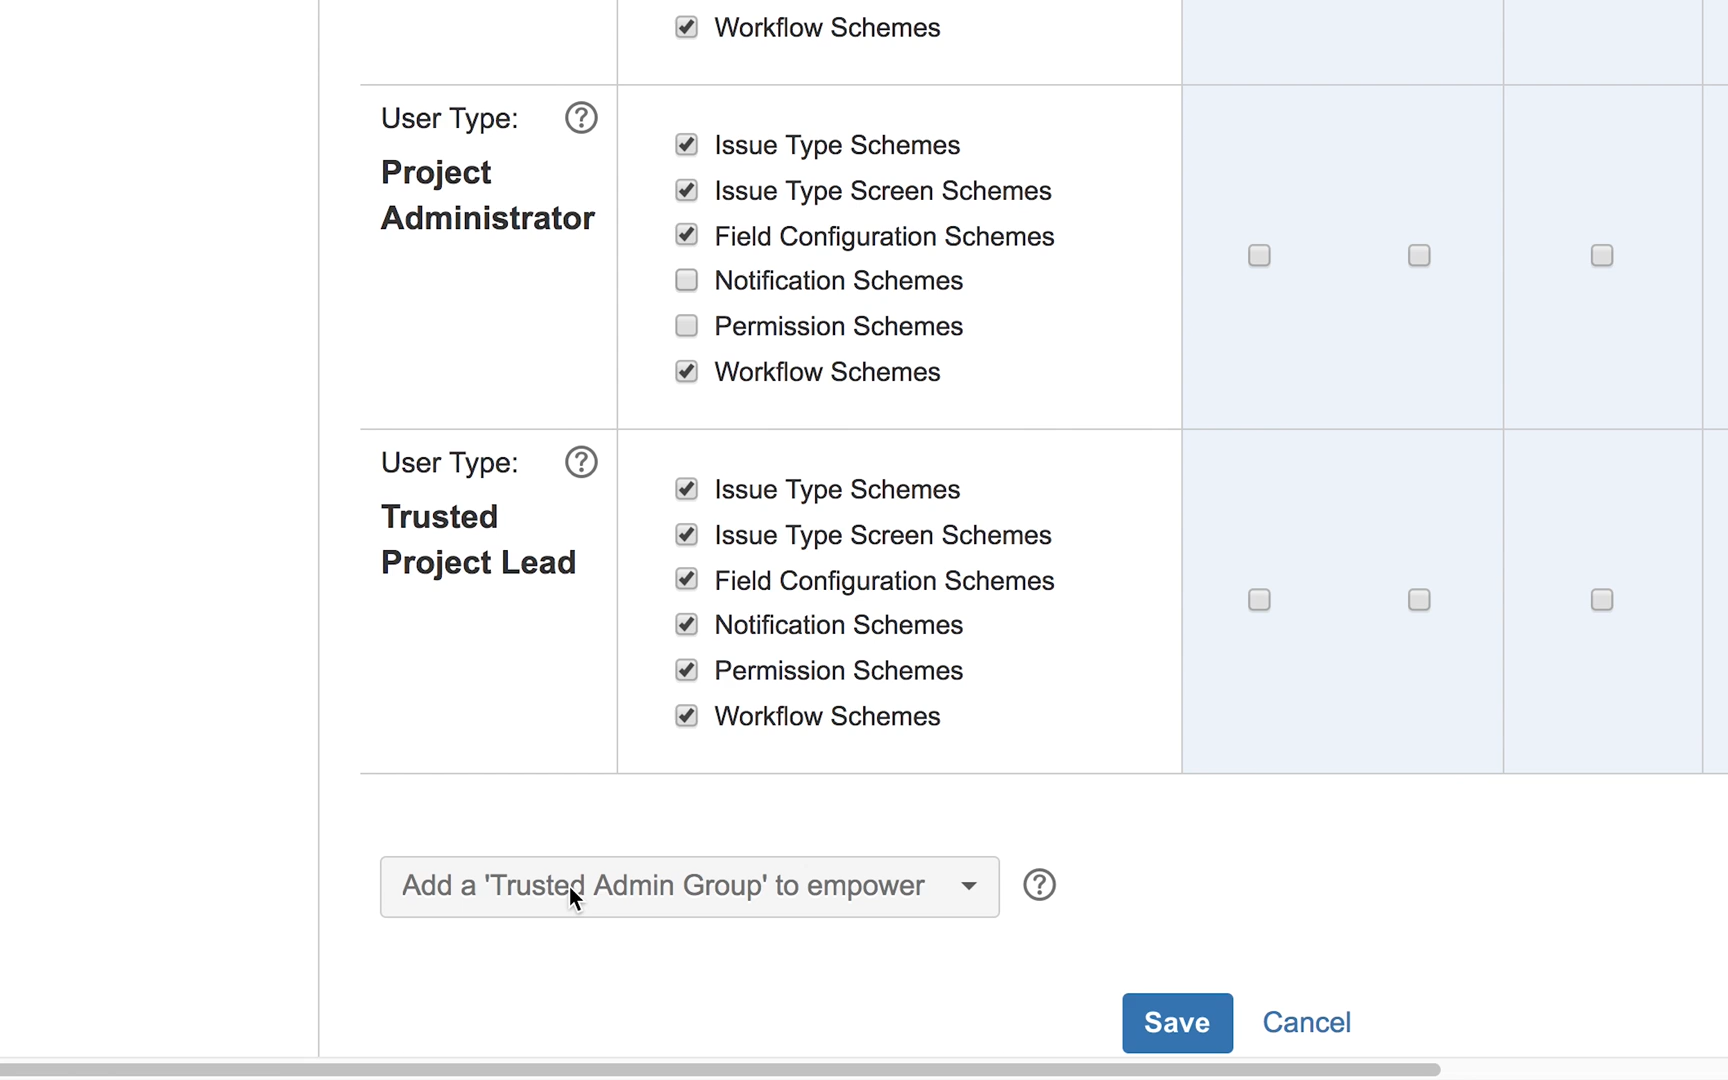 Workflow Schemes
User Type: ?
Project
Administrator
Issue Type Schemes
Issue Type Screen Schemes
Field Configuration Schemes
Notification Schemes
Permission Schemes
Workflow Schemes
User Type: ?
Trusted
Project Lead
Issue Type Schemes
Issue Type Screen Schemes
Field Configuration Schemes
Notification Schemes
Permission Schemes
Workflow Schemes
Add a 'Trusted Admin Group' to empower ?
Save Cancel